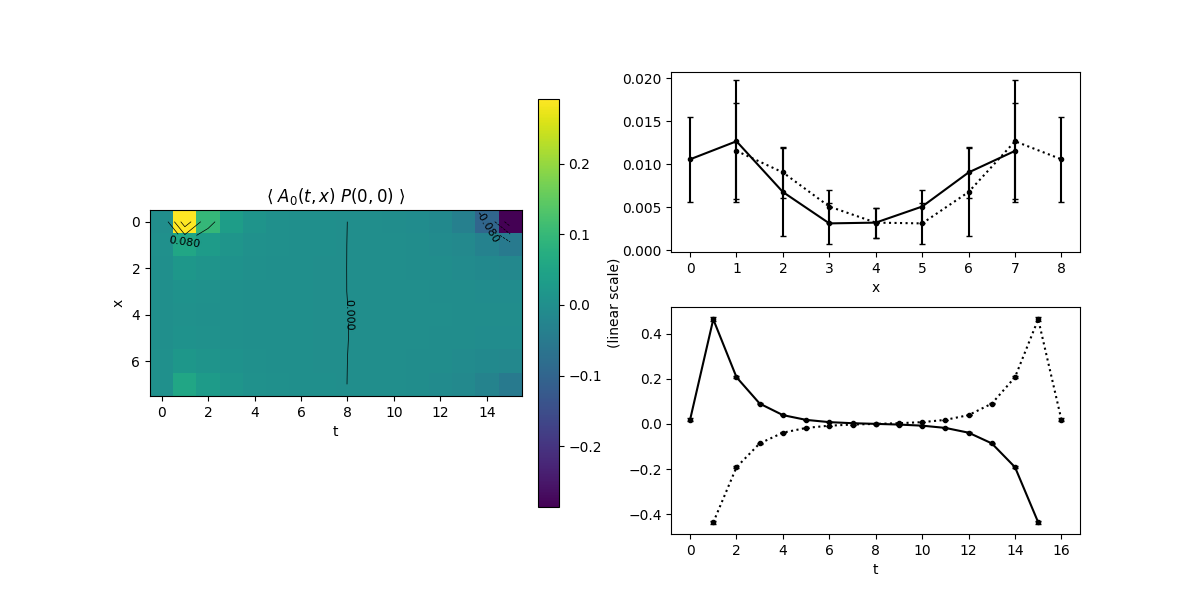 ⟨ A₀(t, x) P(0, 0) ⟩
0
2
4
6
x
0 2 4 6 8 10 12 14
t
0.080
-0.080
0.000
0.2
0.1
0.0
−0.1
−0.2
0.020
0.015
0.010
0.005
0.000
0 1 2 3 4 5 6 7 8
x
(linear scale)
0.4
0.2
0.0
−0.2
−0.4
0 2 4 6 8 10 12 14 16
t